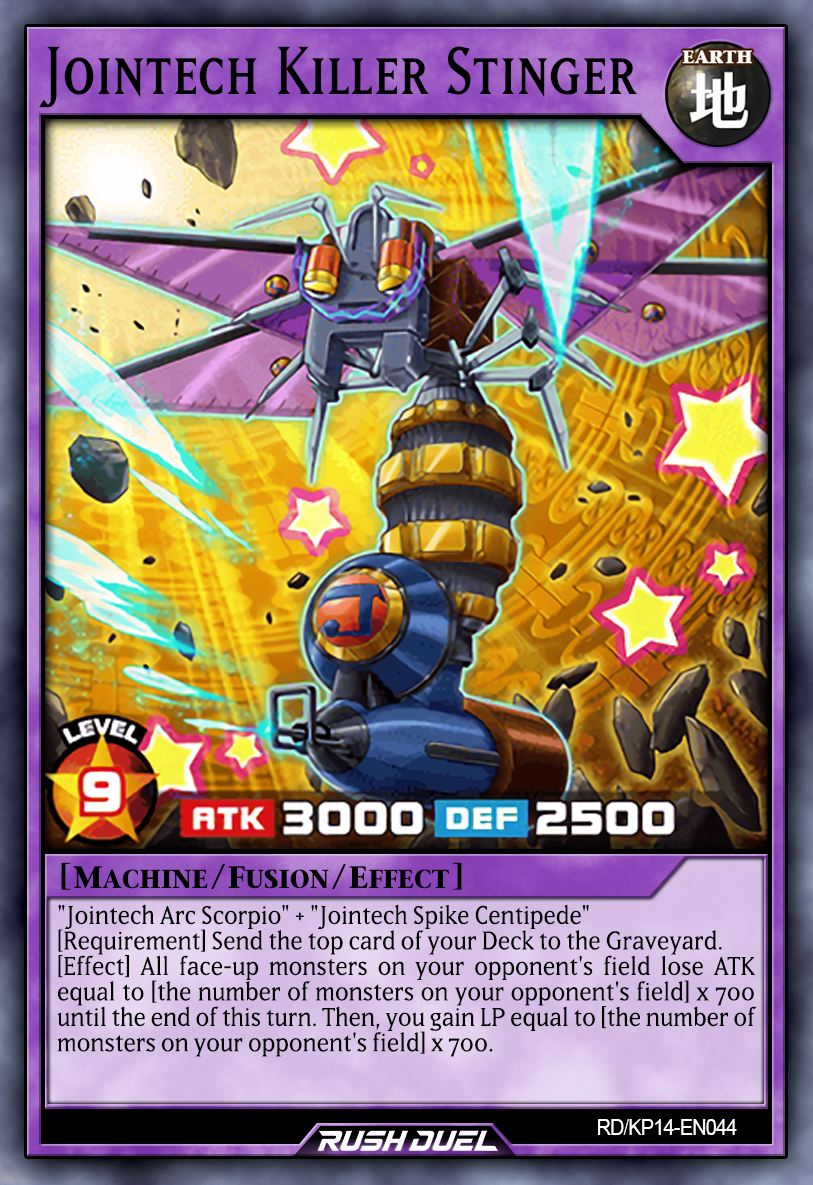 Jointech Killer Stinger
EARTH
地
J
LEVEL
9
ATK 3000 DEF 2500
[Machine/Fusion/Effect]
"Jointech Arc Scorpio" + "Jointech Spike Centipede"
[Requirement] Send the top card of your Deck to the Graveyard.
[Effect] All face-up monsters on your opponent's field lose ATK
equal to [the number of monsters on your opponent's field] x 700
until the end of this turn. Then, you gain LP equal to [the number of
monsters on your opponent's field] x 700.
RD/KP14-EN044
RUSH DUEL